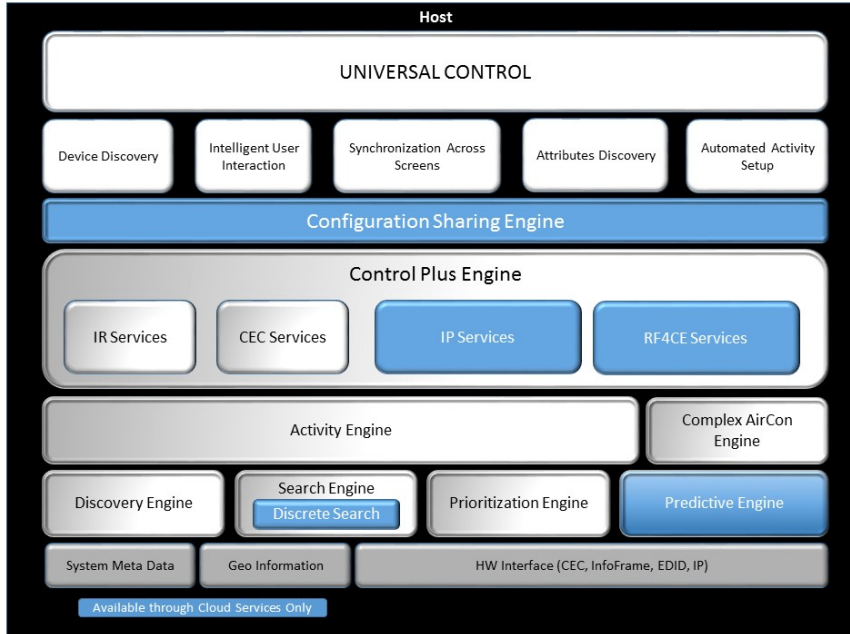 Host
UNIVERSAL CONTROL
Device Discovery
Intelligent User
Interaction
Synchronization Across
Screens
Attributes Discovery
Automated Activity
Setup
Configuration Sharing Engine
Control Plus Engine
IR Services
CEC Services
IP Services
RF4CE Services
Activity Engine
Complex AirCon
Engine
Discovery Engine
Search Engine
Discrete Search
Prioritization Engine
Predictive Engine
System Meta Data
Geo Information
HW Interface (CEC, InfoFrame, EDID, IP)
Available through Cloud Services Only